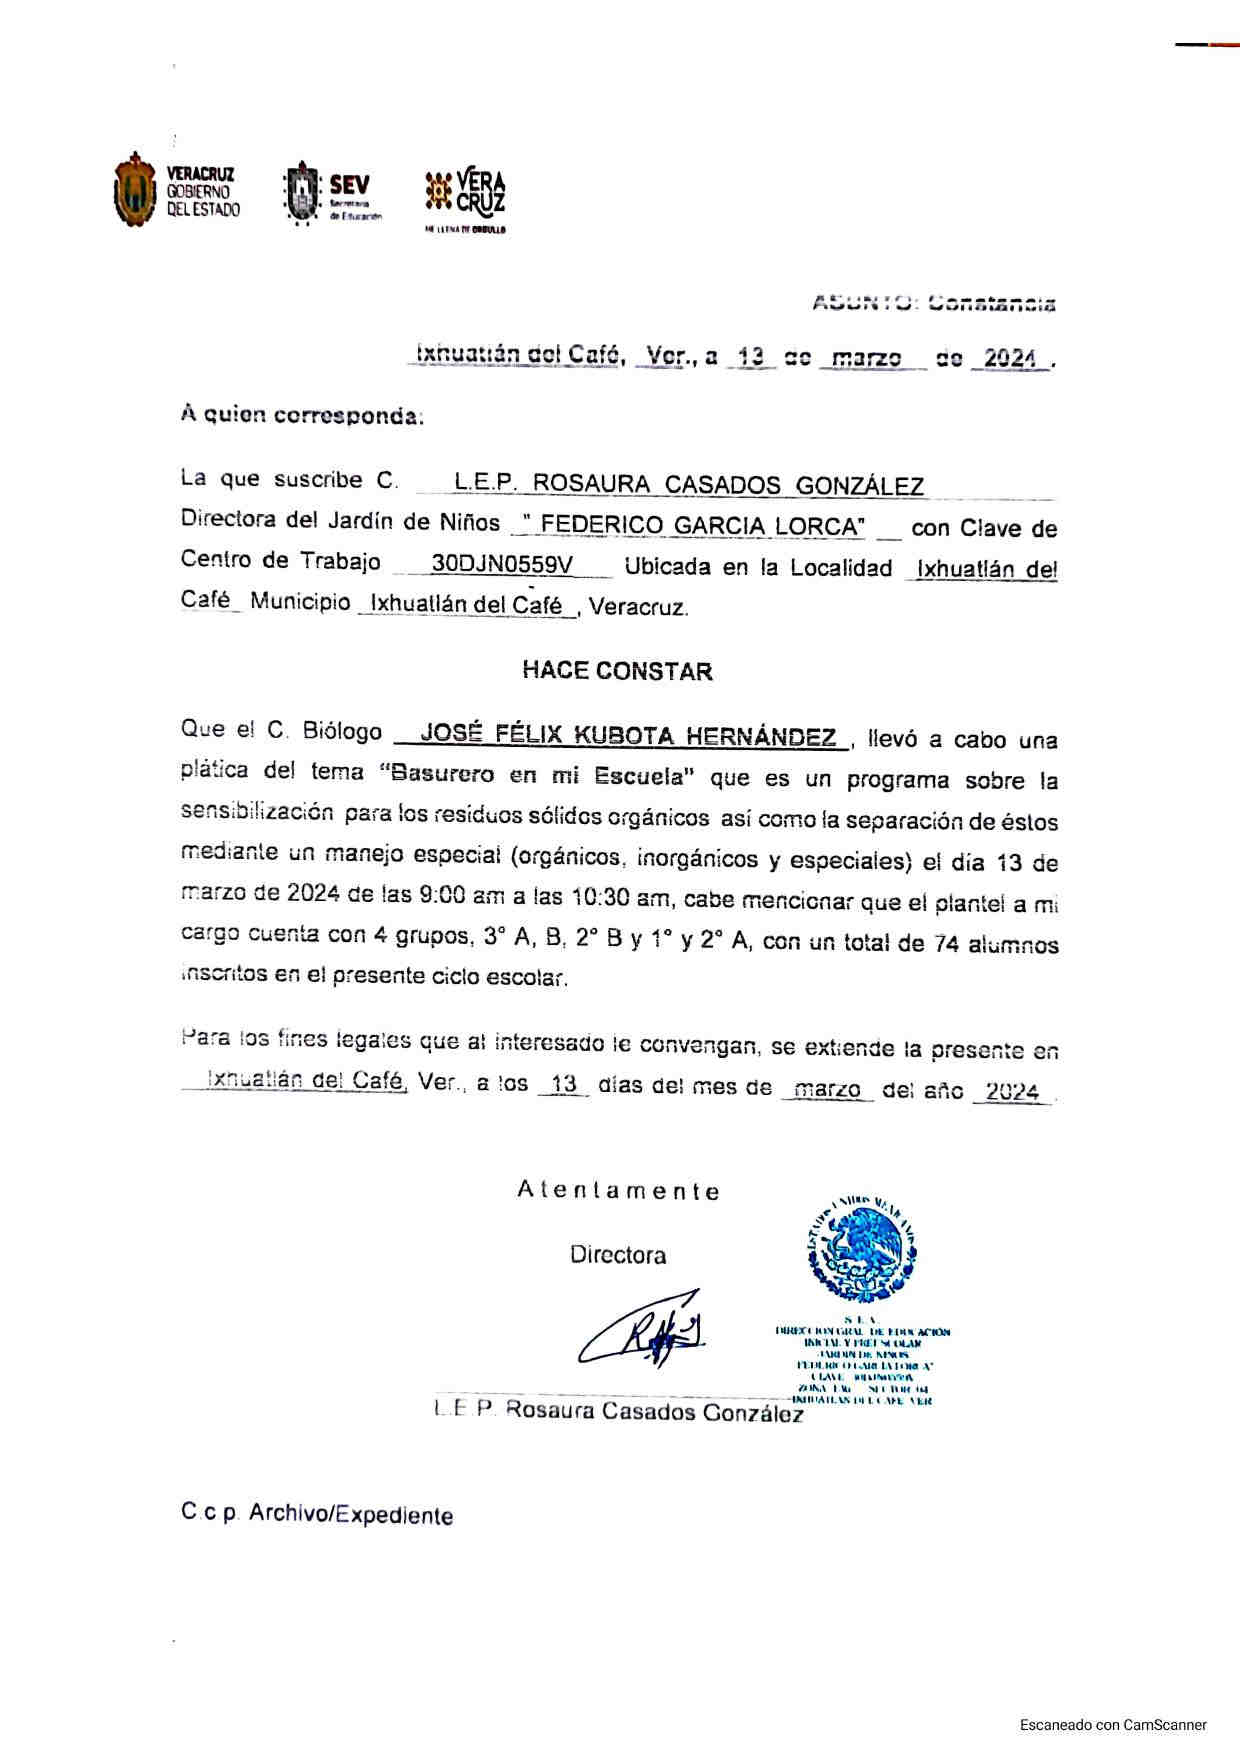 VERACRUZ
GOBIERNO
DEL ESTADO
SEV
Secretaría
de Educación
VERA
CRUZ
ME LLENA DE ORGULLO
ASUNTO: Constancia
Ixhuatlán del Café, Ver., a 13 de marzo de 2024.
A quien corresponda:
La que suscribe C. L.E.P. ROSAURA CASADOS GONZÁLEZ
Directora del Jardín de Niños " FEDERICO GARCIA LORCA" con Clave de
Centro de Trabajo 30DJN0559V Ubicada en la Localidad Ixhuatlán del
Café Municipio Ixhuatlán del Café , Veracruz.
HACE CONSTAR
Que el C. Biólogo JOSÉ FÉLIX KUBOTA HERNÁNDEZ , llevó a cabo una
plática del tema “Basurero en mi Escuela” que es un programa sobre la
sensibilización para los residuos sólidos orgánicos así como la separación de éstos
mediante un manejo especial (orgánicos, inorgánicos y especiales) el día 13 de
marzo de 2024 de las 9:00 am a las 10:30 am, cabe mencionar que el plantel a mi
cargo cuenta con 4 grupos, 3° A, B, 2° B y 1° y 2° A, con un total de 74 alumnos
inscritos en el presente ciclo escolar.
Para los fines legales que al interesado le convengan, se extiende la presente en
Ixhuatlán del Café, Ver., a los 13 días del mes de marzo del año 2024 .
Atentamente
Directora
ESTADOS UNIDOS MEXICANOS
DIRECCION GRAL. DE EDUCACIÓN
INICIAL Y PREESCOLAR
JARDIN DE NIÑOS
FEDERICO GARCIA LORCA"
CLAVE
ZONA SECTOR 04
IXHUATLAN DEL CAFE, VER
L.E.P. Rosaura Casados González
C.c.p. Archivo/Expediente
Escaneado con CamScanner